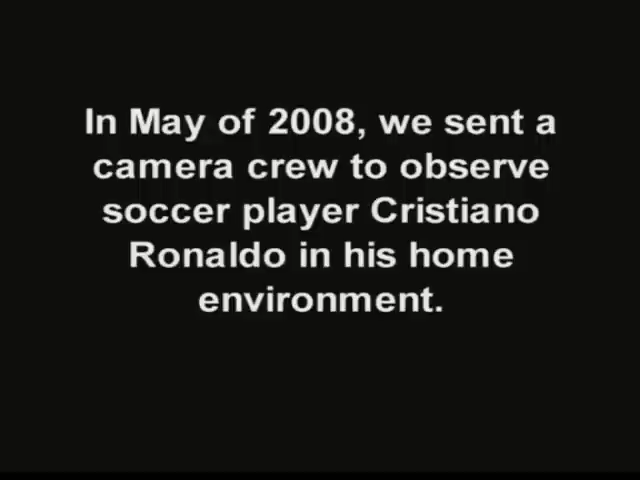 In May of 2008, we sent a
camera crew to observe
soccer player Cristiano
Ronaldo in his home
environment.